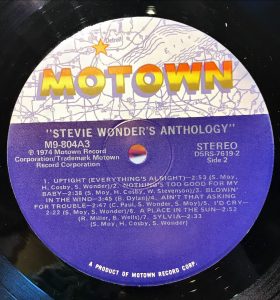 Detroit
MOTOWN
"STEVIE WONDER'S ANTHOLOGY"
M9-804A3
STEREO
℗ © 1974 Motown Record
Corporation/Trademark Motown
Record Corporation
DSRS-7619-2
Side 2
1. UPTIGHT (EVERYTHING'S ALRIGHT)—2:53 (S. Moy,
H. Cosby, S. Wonder) 2. NOTHING'S TOO GOOD FOR MY
BABY—2:38 (S. Moy, H. Cosby, W. Stevenson) 3. BLOWIN'
IN THE WIND—3:45 (B. Dylan) 4. AIN'T THAT ASKING
FOR TROUBLE—2:47 (C. Paul, S. Wonder, S. Moy) 5. I'D CRY—
2:22 (S. Moy, S. Wonder) 6. A PLACE IN THE SUN—2:52
(R. Miller, B. Wells) 7. SYLVIA—2:33
(S. Moy, H. Cosby, S. Wonder)
A PRODUCT OF MOTOWN RECORD CORP.